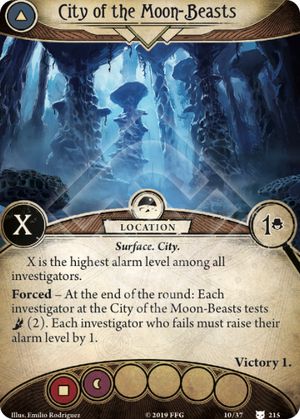 City of the Moon-Beasts
X
1
LOCATION
Surface. City.
X is the highest alarm level among all
investigators.
Forced – At the end of the round: Each
investigator at the City of the Moon-Beasts tests
(2). Each investigator who fails must raise their
alarm level by 1.
Victory 1.
Illus. Emilio Rodriguez
© 2019 FFG
10/37
215